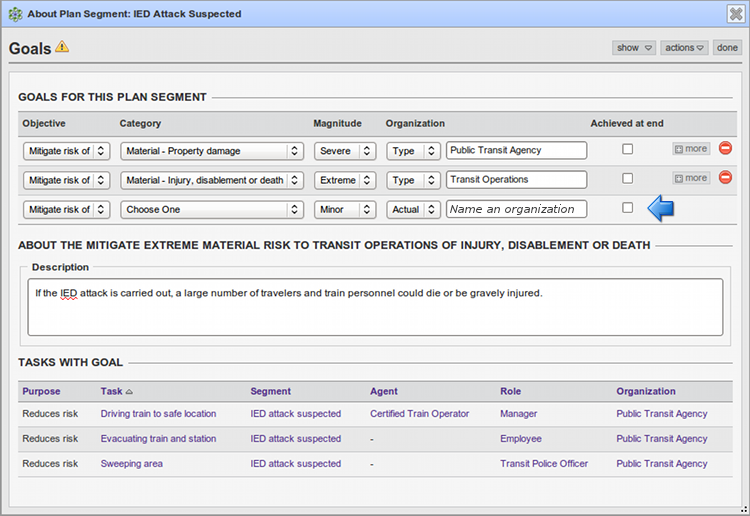 About Plan Segment: IED Attack Suspected
Goals show actions done
GOALS FOR THIS PLAN SEGMENT
Objective Category Magnitude Organization Achieved at end
Mitigate risk of Material - Property damage Severe Type Public Transit Agency more
Mitigate risk of Material - Injury, disablement or death Extreme Type Transit Operations more
Mitigate risk of Choose One Minor Actual Name an organization
ABOUT THE MITIGATE EXTREME MATERIAL RISK TO TRANSIT OPERATIONS OF INJURY, DISABLEMENT OR DEATH
Description
If the IED attack is carried out, a large number of travelers and train personnel could die or be gravely injured.
TASKS WITH GOAL
Purpose Task Segment Agent Role Organization
Reduces risk Driving train to safe location IED attack suspected Certified Train Operator Manager Public Transit Agency
Reduces risk Evacuating train and station IED attack suspected - Employee Public Transit Agency
Reduces risk Sweeping area IED attack suspected - Transit Police Officer Public Transit Agency